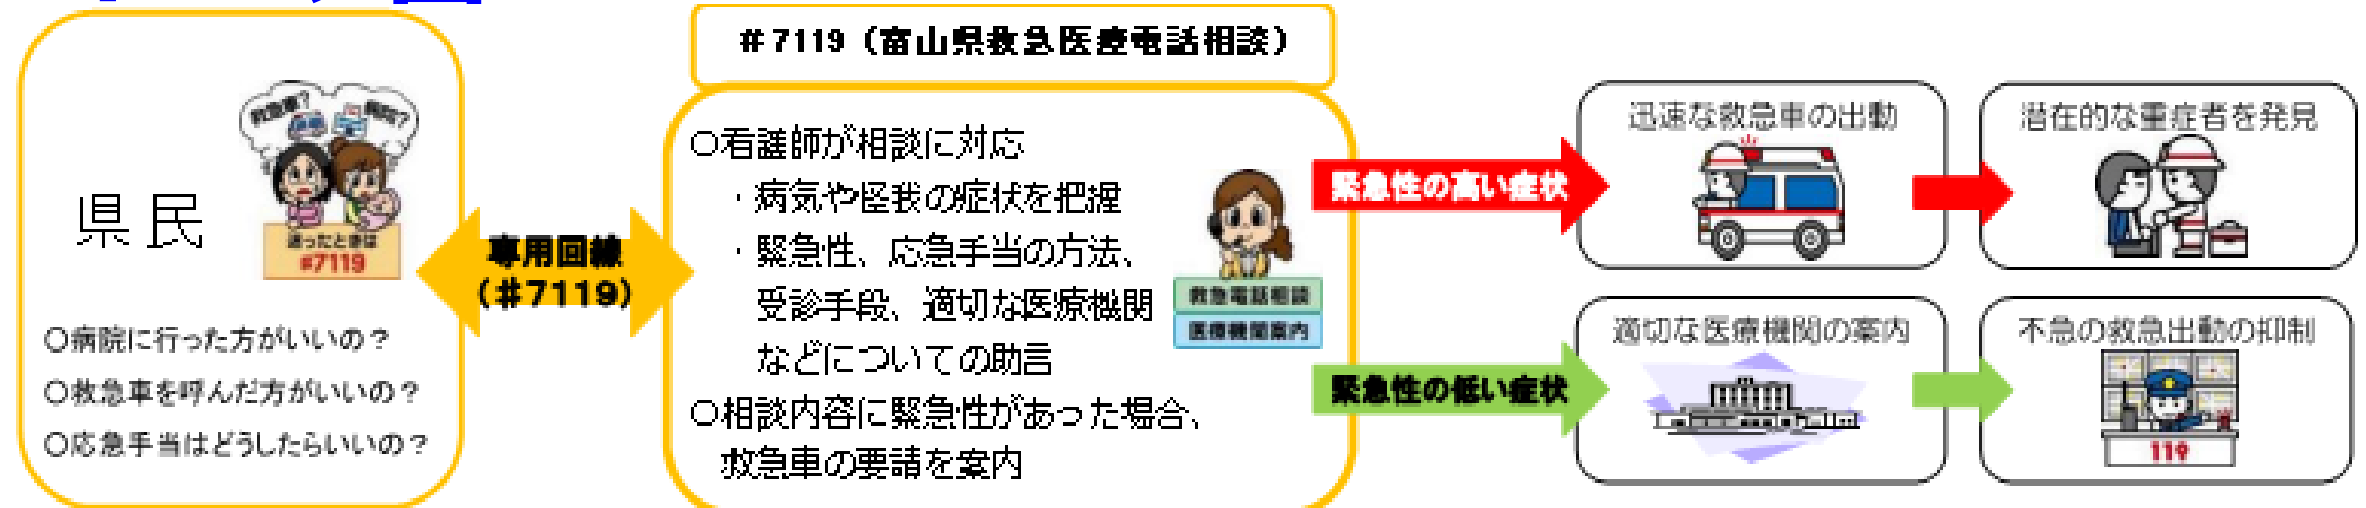 #7119（富山県救急医療電話相談）
県民
救急車?
病院?
困ったときは
#7119
○病院に行った方がいいの？
○救急車を呼んだ方がいいの？
○応急手当はどうしたらいいの？
専用回線
（#7119）
○看護師が相談に対応
・病気や怪我の症状を把握
・緊急性、応急手当の方法、
受診手段、適切な医療機関
などについての助言
○相談内容に緊急性があった場合、
救急車の要請を案内
救急電話相談
医療機関案内
緊急性の高い症状
迅速な救急車の出動
潜在的な重症者を発見
緊急性の低い症状
適切な医療機関の案内
不急の救急出動の抑制
119